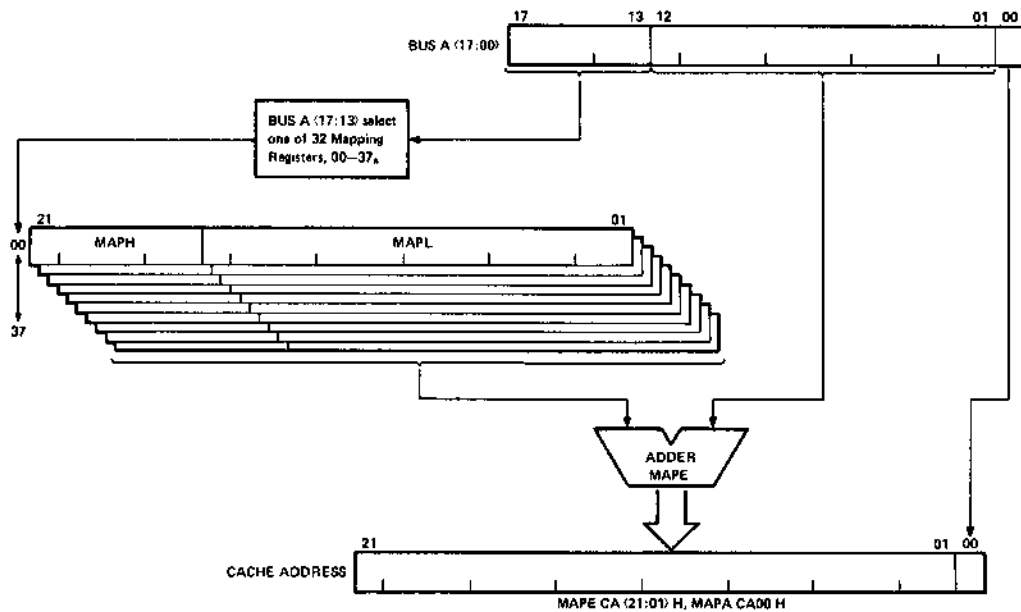 17 13 12 01 00
BUS A ⟨17:00⟩
BUS A ⟨17:13⟩ select
one of 32 Mapping
Registers, 00—37₈
21 01
00 MAPH MAPL
37
ADDER
MAPE
21 01 00
CACHE ADDRESS
MAPE CA ⟨21:01⟩ H, MAPA CA00 H